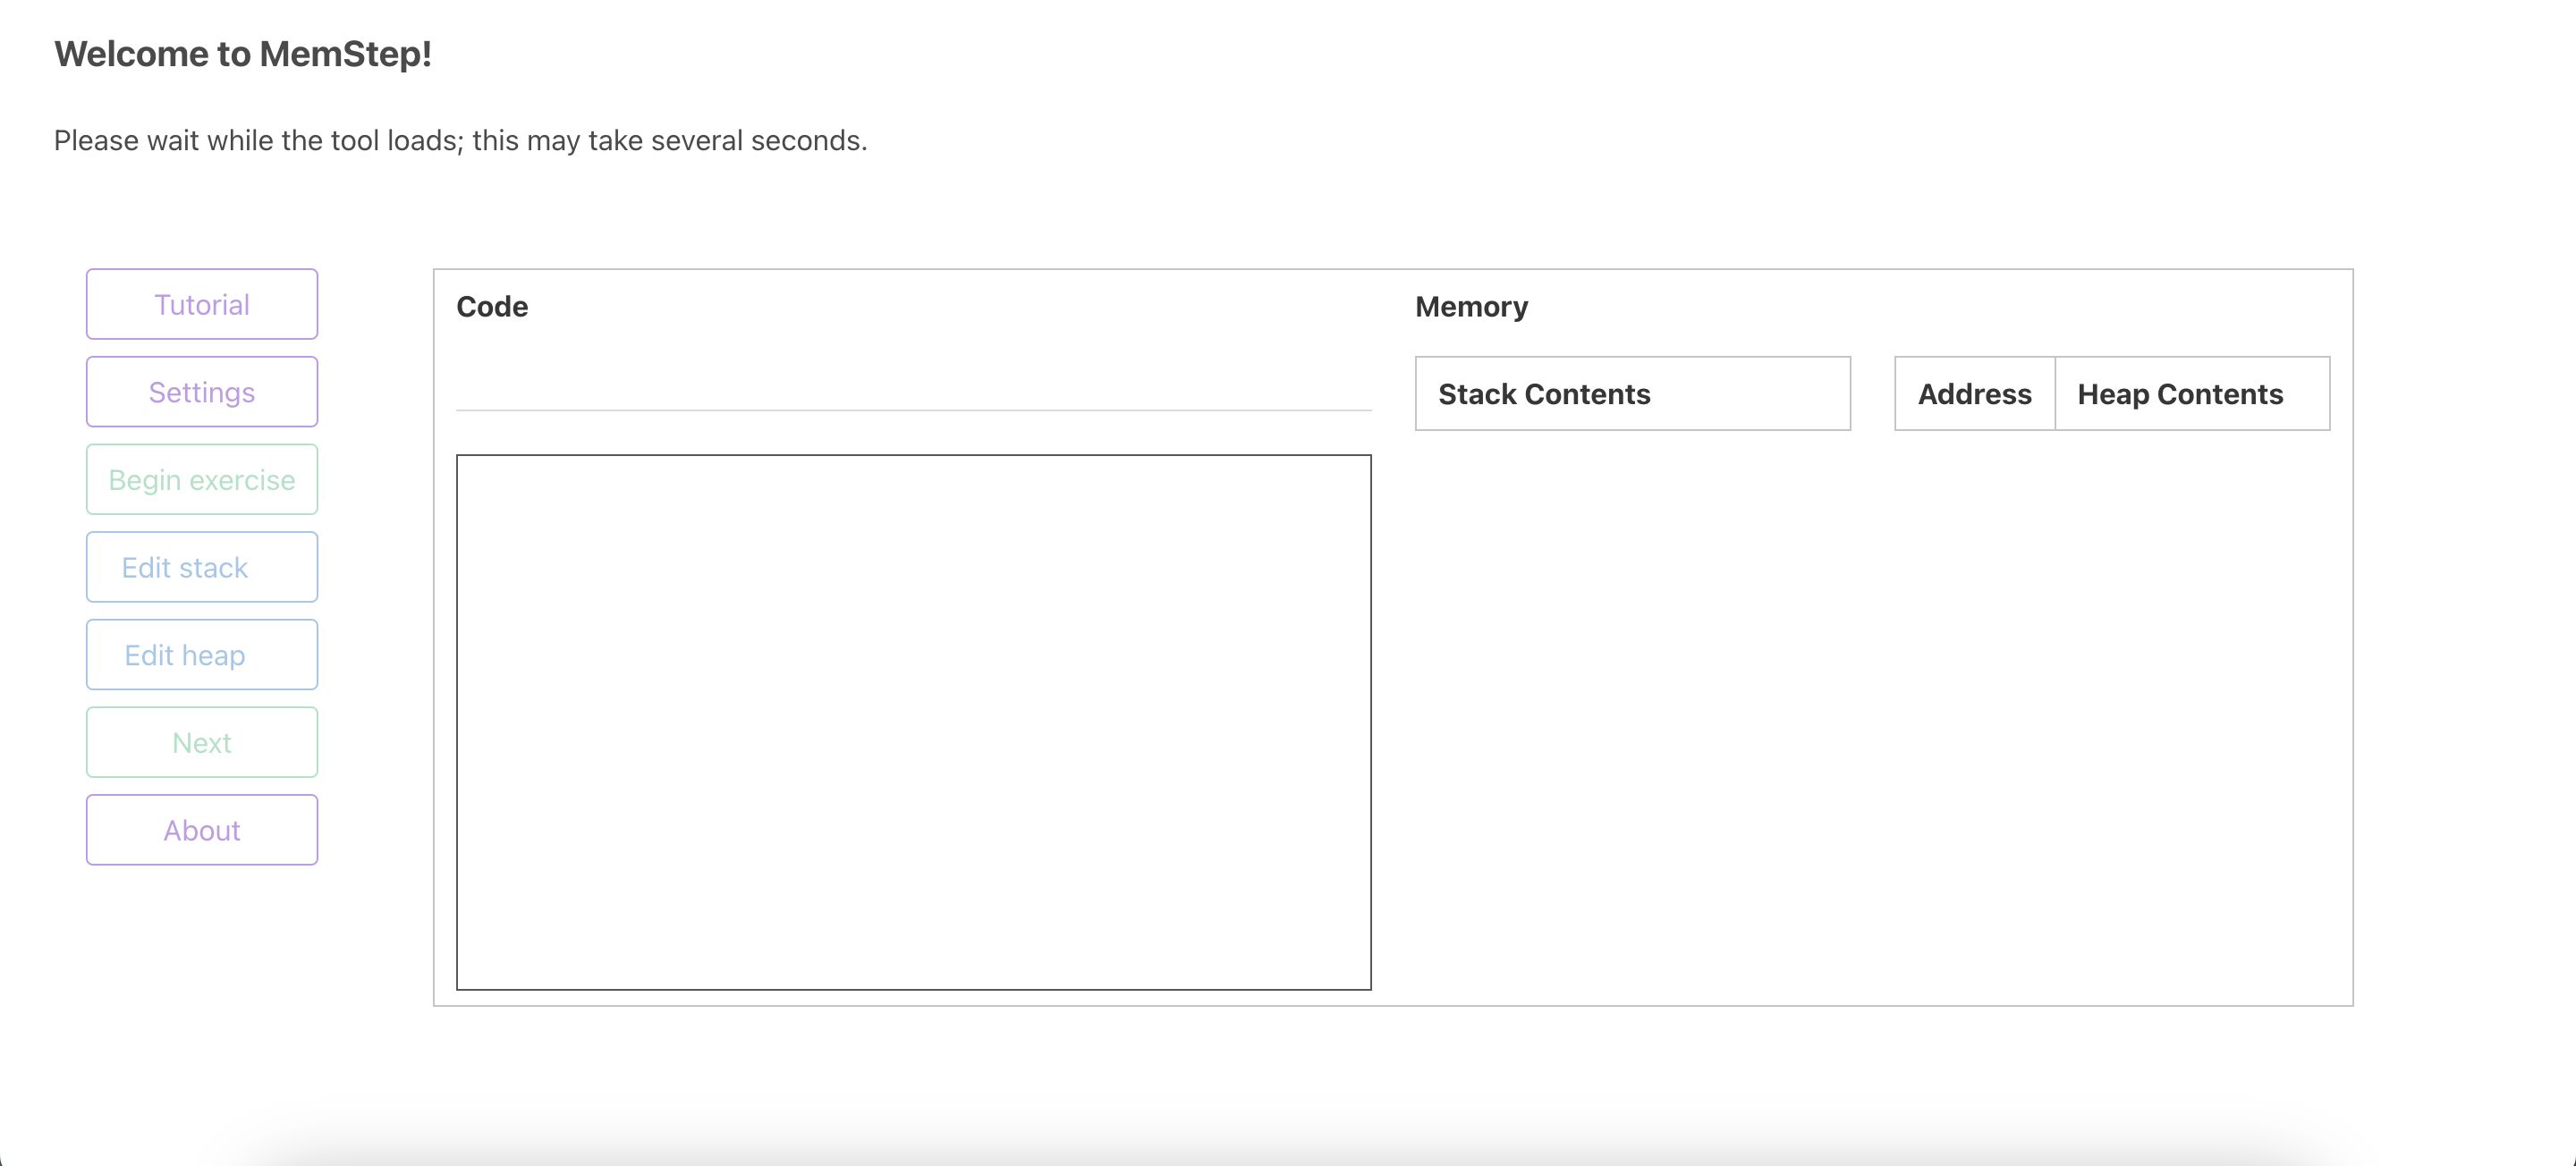 Welcome to MemStep!
Please wait while the tool loads; this may take several seconds.
Tutorial
Settings
Begin exercise
Edit stack
Edit heap
Next
About
Code
Memory
Stack Contents
Address
Heap Contents